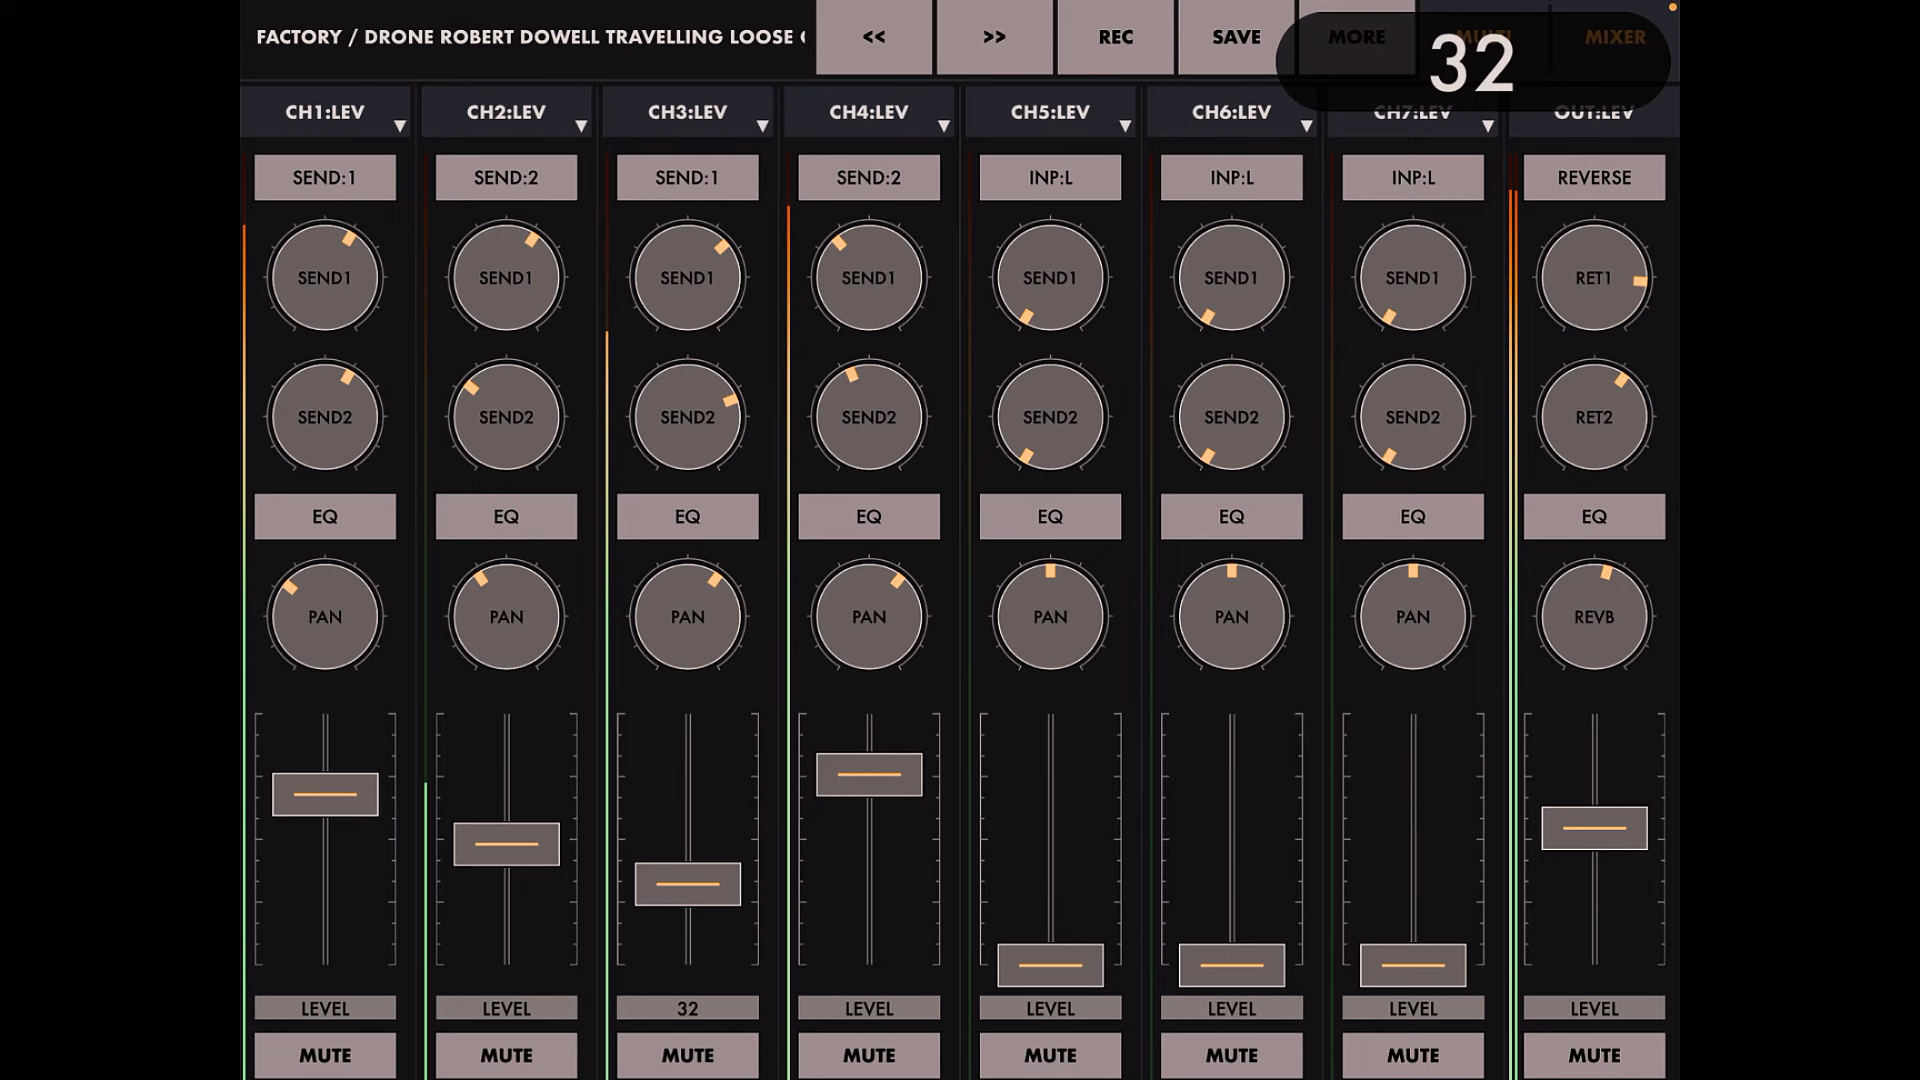 FACTORY / DRONE ROBERT DOWELL TRAVELLING LOOSE << >> REC SAVE MORE MULTI MIXER
32
CH1:LEV CH2:LEV CH3:LEV CH4:LEV CH5:LEV CH6:LEV CH7:LEV OUT:LEV
SEND:1 SEND:2 SEND:1 SEND:2 INP:L INP:L INP:L REVERSE
SEND1 SEND1 SEND1 SEND1 SEND1 SEND1 SEND1 RET1
SEND2 SEND2 SEND2 SEND2 SEND2 SEND2 SEND2 RET2
EQ EQ EQ EQ EQ EQ EQ EQ
PAN PAN PAN PAN PAN PAN PAN REVB
LEVEL LEVEL 32 LEVEL LEVEL LEVEL LEVEL LEVEL
MUTE MUTE MUTE MUTE MUTE MUTE MUTE MUTE